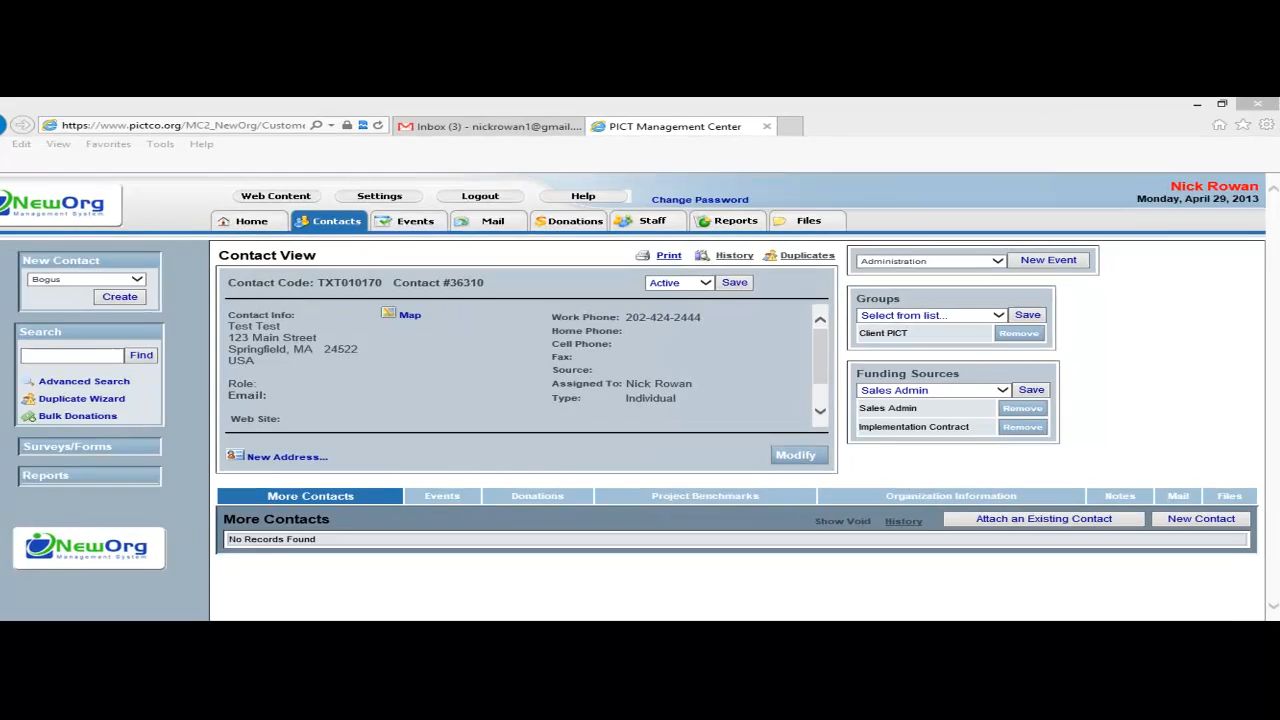 https://www.pictco.org/MC2_NewOrg/Custome
Inbox (3) - nickrowan1@gmail....
PICT Management Center
Edit View Favorites Tools Help
NewOrg
Management System
Web Content Settings Logout Help Change Password
Nick Rowan
Monday, April 29, 2013
Home Contacts Events Mail Donations Staff Reports Files
New Contact
Bogus
Create
Search
Find
Advanced Search
Duplicate Wizard
Bulk Donations
Surveys/Forms
Reports
NewOrg
Management System
Contact View
Print History Duplicates
Contact Code: TXT010170 Contact #36310
Active Save
Contact Info:
Test Test
123 Main Street
Springfield, MA 24522
USA
Map
Role:
Email:
Web Site:
Work Phone: 202-424-2444
Home Phone:
Cell Phone:
Fax:
Source:
Assigned To: Nick Rowan
Type: Individual
New Address...
Modify
Administration New Event
Groups
Select from list... Save
Client PICT Remove
Funding Sources
Sales Admin Save
Sales Admin Remove
Implementation Contract Remove
More Contacts Events Donations Project Benchmarks Organization Information Notes Mail Files
More Contacts Show Void History Attach an Existing Contact New Contact
No Records Found